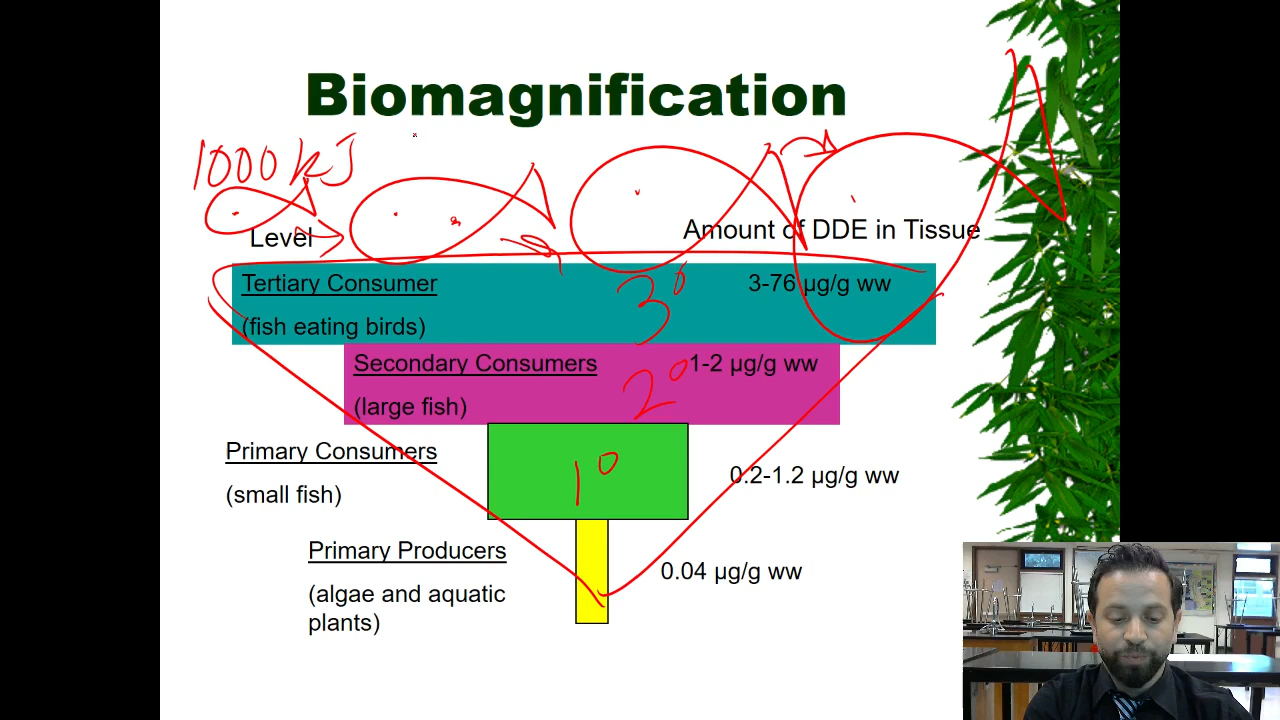 Biomagnification
1000 kJ
Level
Amount of DDE in Tissue
Tertiary Consumer
3-76 µg/g ww
(fish eating birds)
3°
Secondary Consumers
1-2 µg/g ww
(large fish)
2°
Primary Consumers
(small fish)
1°
0.2-1.2 µg/g ww
Primary Producers
0.04 µg/g ww
(algae and aquatic
plants)